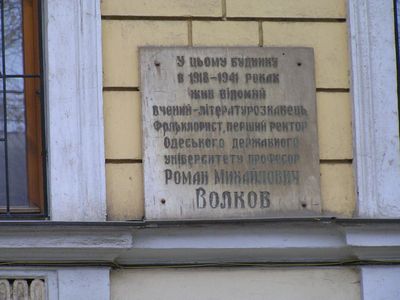 У цьому будинку
в 1918-1941 роках
жив відомий
вчений-літературознавець,
фольклорист, перший ректор
Одеського державного
університету професор
Роман Михайлович
Волков